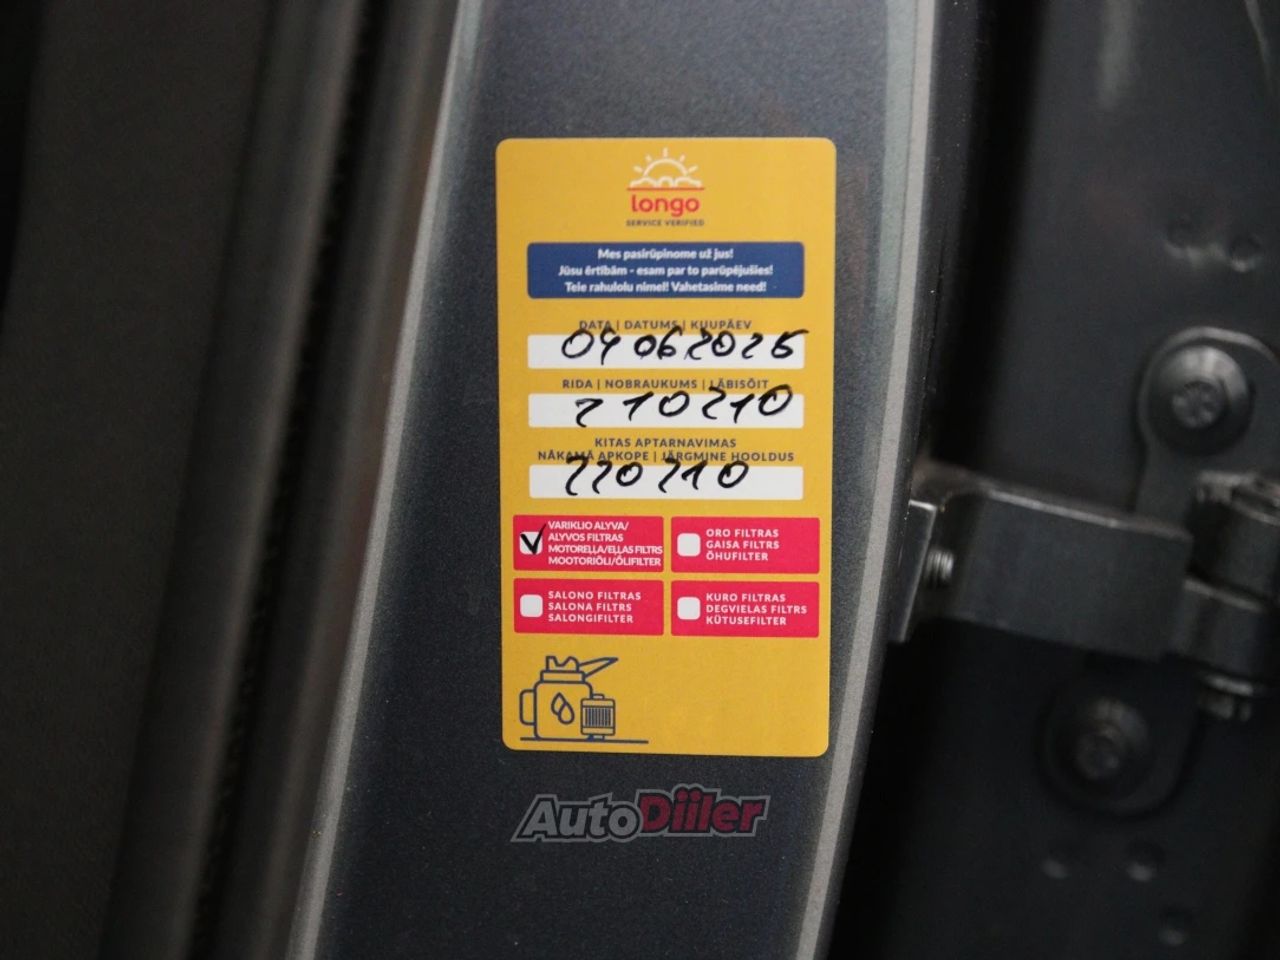 longo
SERVICE VERIFIED
Mes pasirūpinome už jus!
Jūsu ērtībām - esam par to parūpējušies!
Teie rahulolu nimel! Vahetasime need!
DATA | DATUMS | KUUPÄEV
04 06 2025
RIDA | NOBRAUKUMS | LÄBISÕIT
210210
KITAS APTARNAVIMAS
NĀKAMĀ APKOPE | JÄRGMINE HOOLDUS
220210
VARIKLIO ALYVA/
ALYVOS FILTRAS
MOTOREĻĻA/EĻĻAS FILTRS
MOOTORIÕLI/ÕLIFILTER
ORO FILTRAS
GAISA FILTRS
ÕHUFILTER
SALONO FILTRAS
SALONA FILTRS
SALONGIFILTER
KURO FILTRAS
DEGVIELAS FILTRS
KÜTUSEFILTER
AutoDiiler